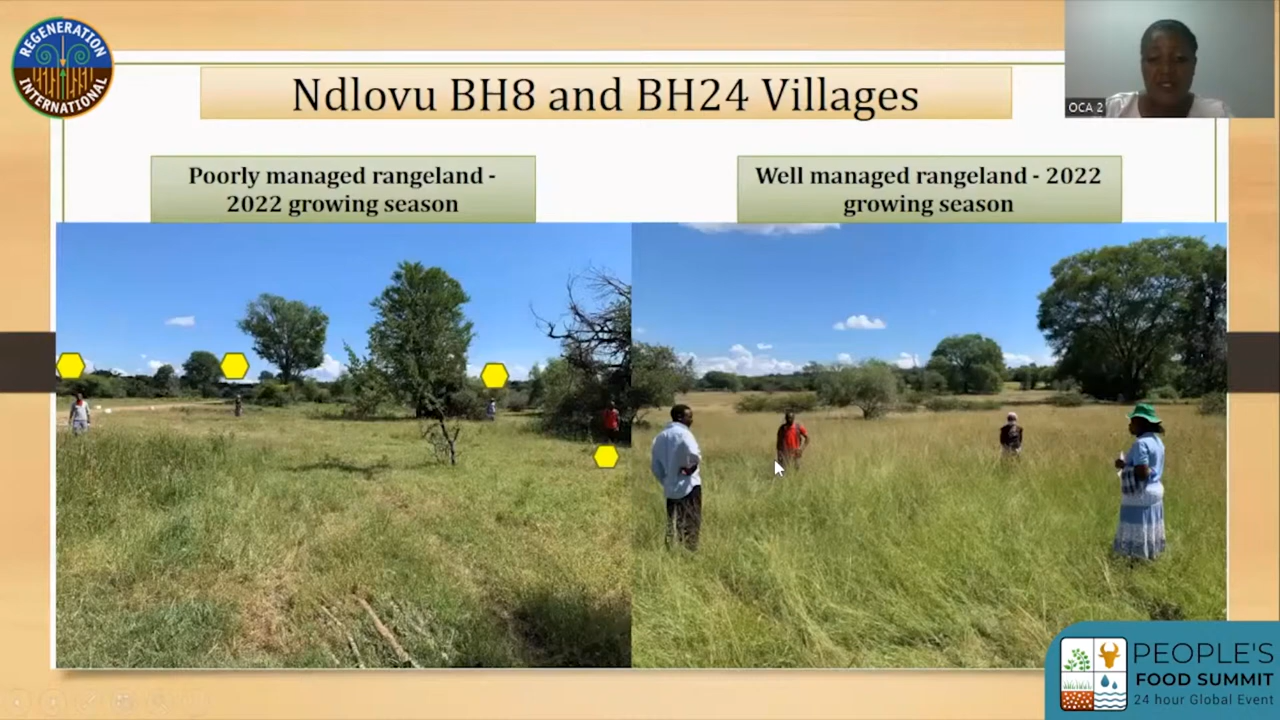 REGENERATION
INTERNATIONAL
Ndlovu BH8 and BH24 Villages
OCA 2
Poorly managed rangeland -
2022 growing season
Well managed rangeland - 2022
growing season
PEOPLE'S
FOOD SUMMIT
24 hour Global Event